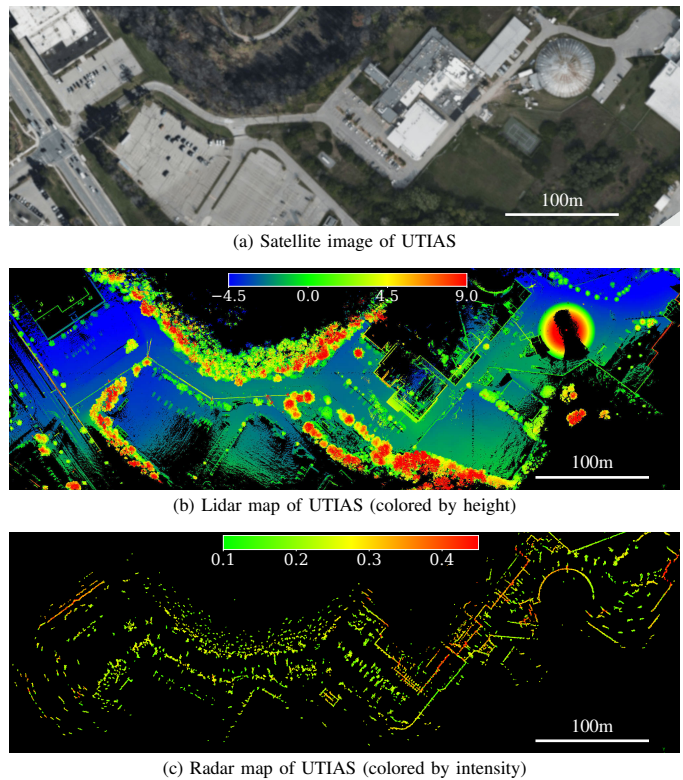 100m
(a) Satellite image of UTIAS
−4.5 0.0 4.5 9.0
100m
(b) Lidar map of UTIAS (colored by height)
0.1 0.2 0.3 0.4
100m
(c) Radar map of UTIAS (colored by intensity)